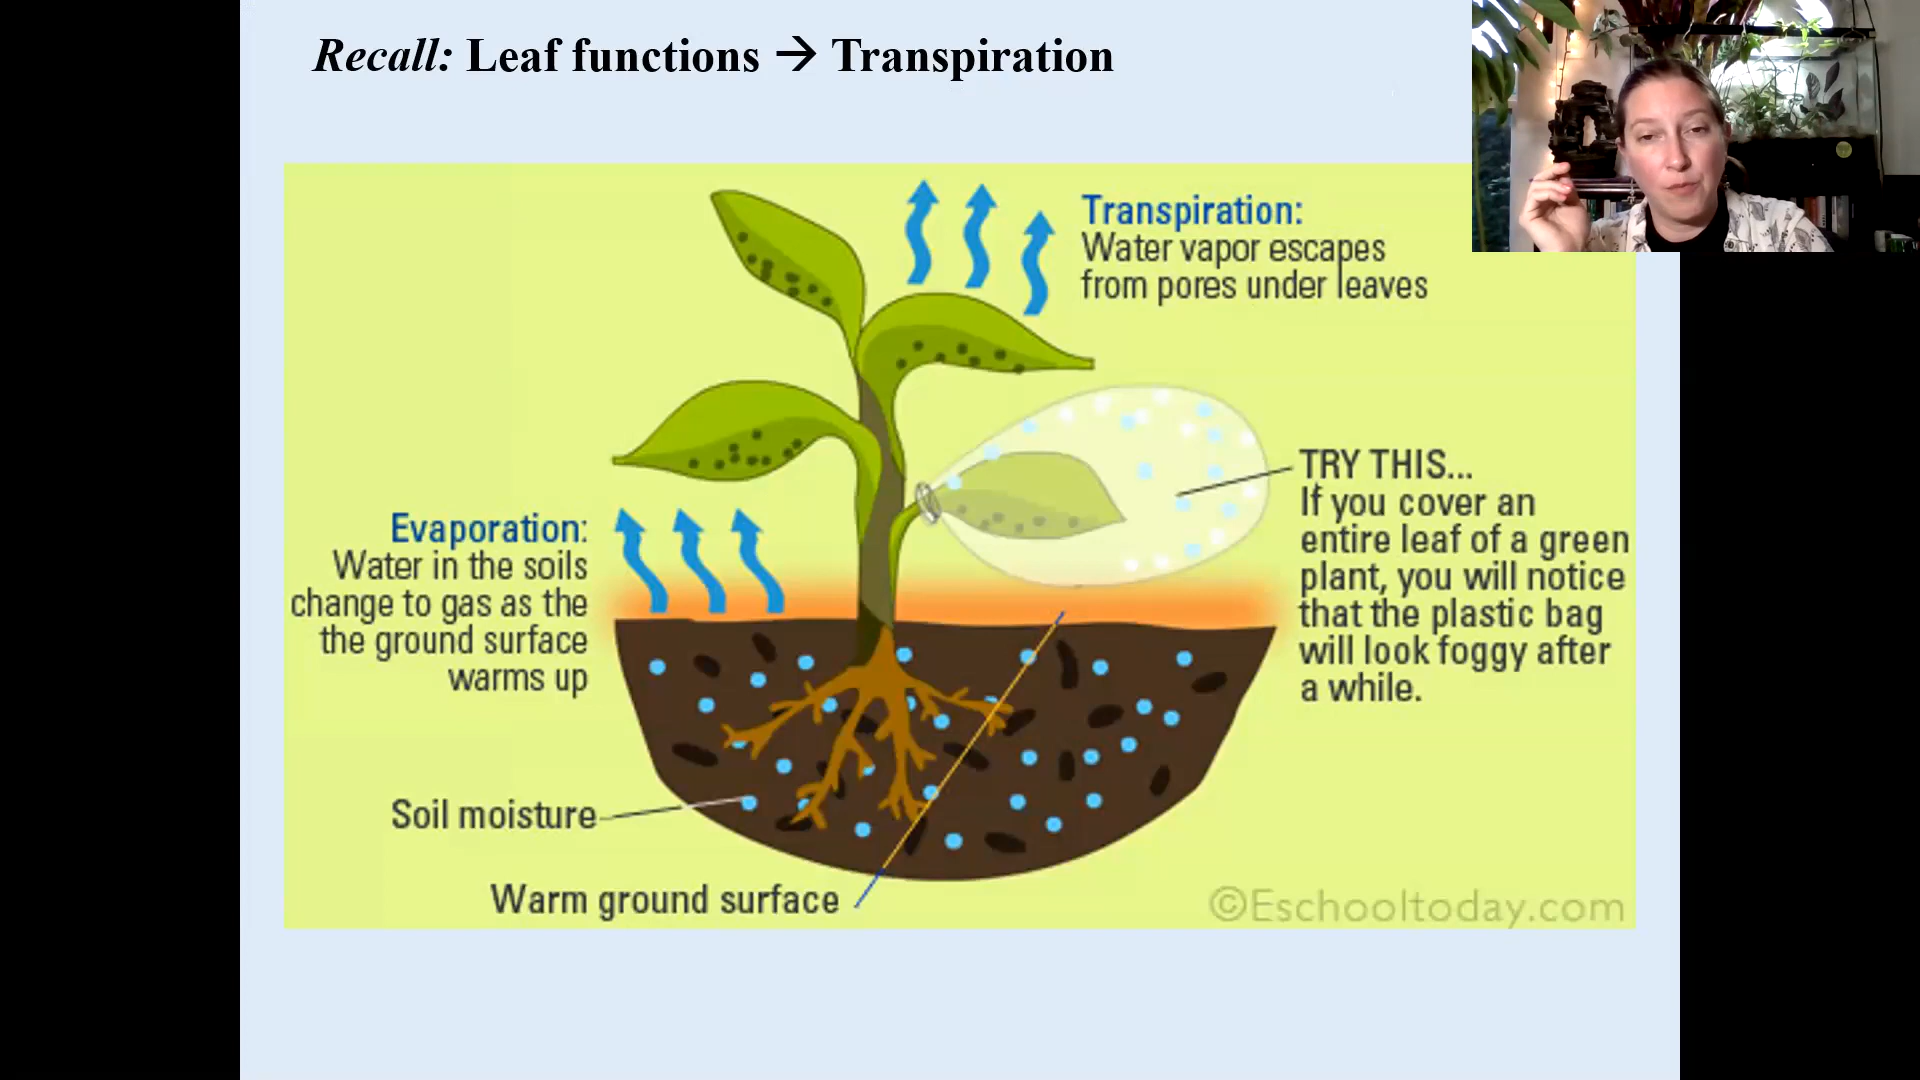 Recall: Leaf functions → Transpiration
Transpiration:
Water vapor escapes
from pores under leaves
TRY THIS...
If you cover an
entire leaf of a green
plant, you will notice
that the plastic bag
will look foggy after
a while.
Evaporation:
Water in the soils
change to gas as the
the ground surface
warms up
Soil moisture
Warm ground surface
©Eschooltoday.com